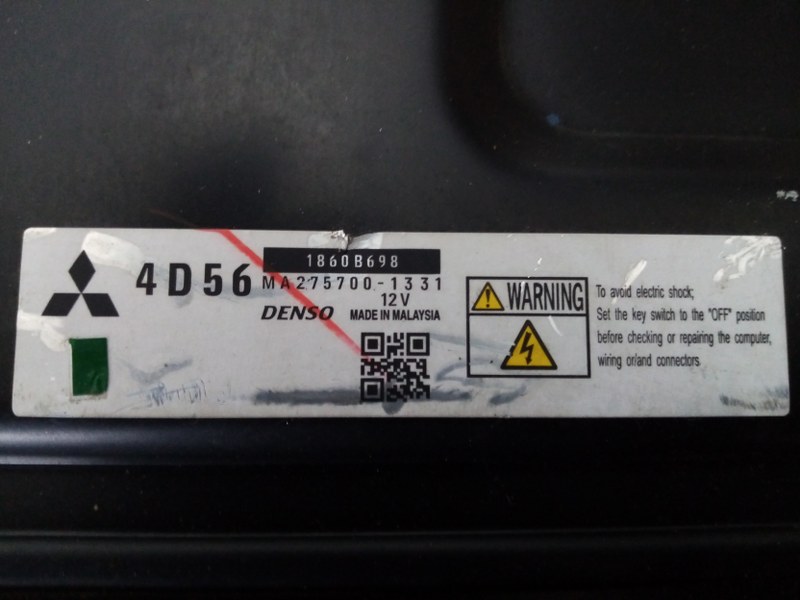 4D56
1860B698
MA275700-1331
12V
DENSO MADE IN MALAYSIA
WARNING
To avoid electric shock;
Set the key switch to the "OFF" position
before checking or repairing the computer,
wiring or/and connectors